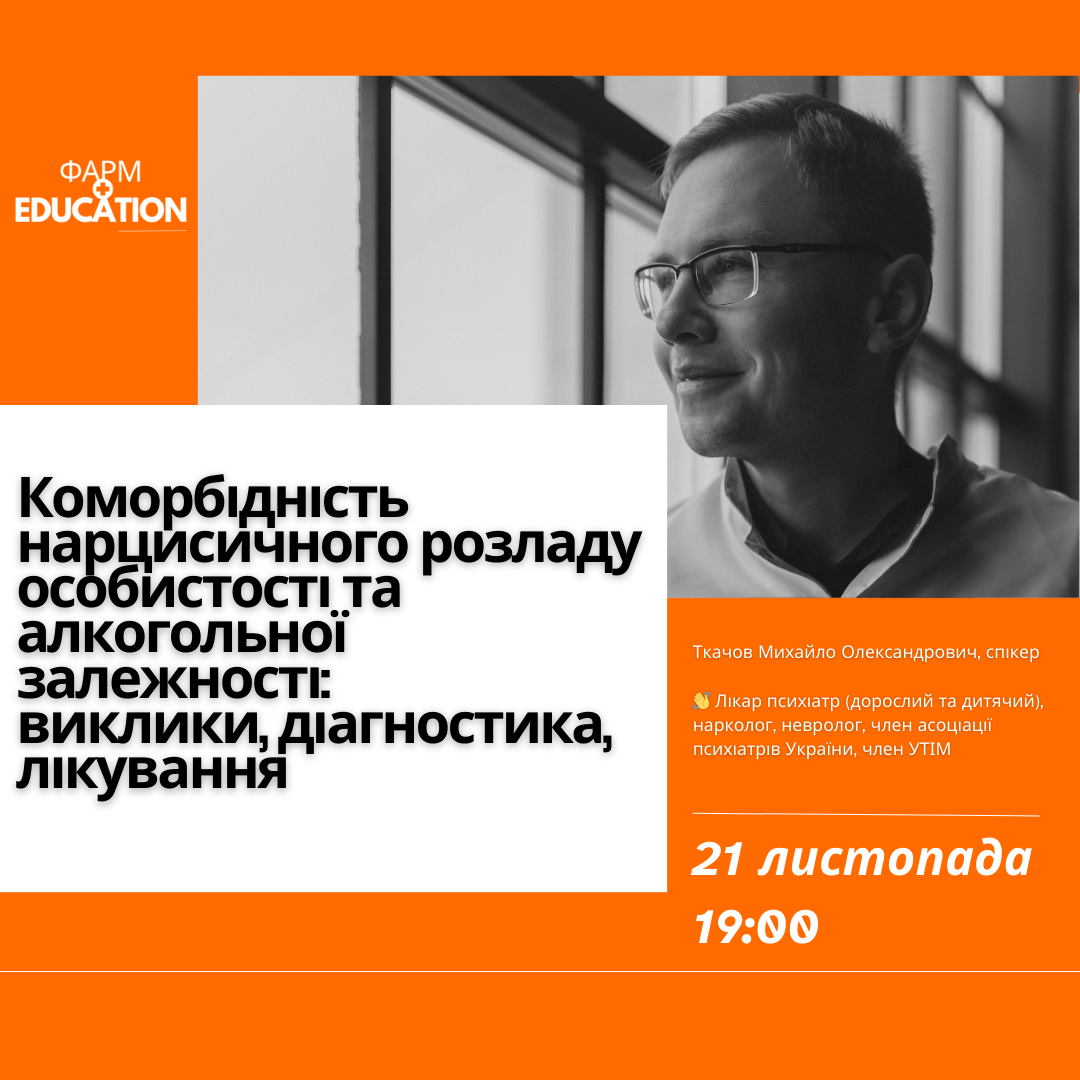 ФАРМ
EDUCATION
Коморбідність
нарцисичного розладу
особистості та
алкогольної
залежності:
виклики, діагностика,
лікування
Ткачов Михайло Олександрович, спікер
👋 Лікар психіатр (дорослий та дитячий),
нарколог, невролог, член асоціації
психіатрів України, член УТІМ
21 листопада
19:00